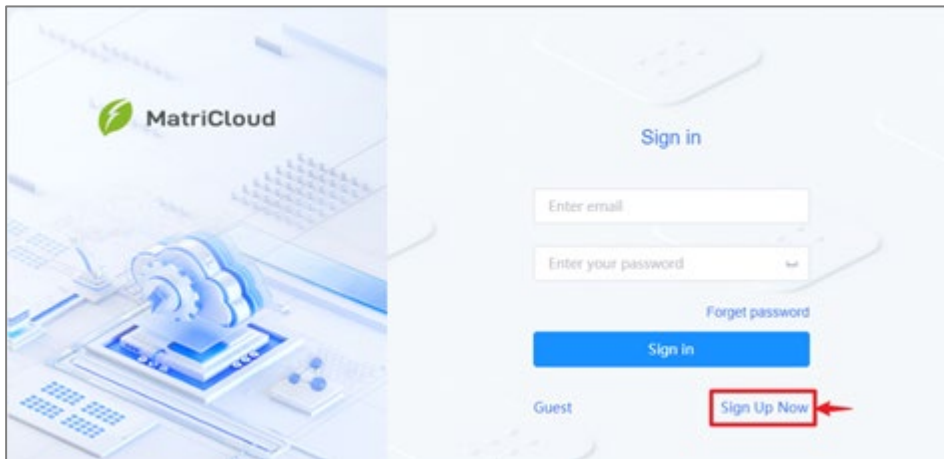 MatriCloud
Sign in
Enter email
Enter your password
Forget password
Sign in
Guest
Sign Up Now